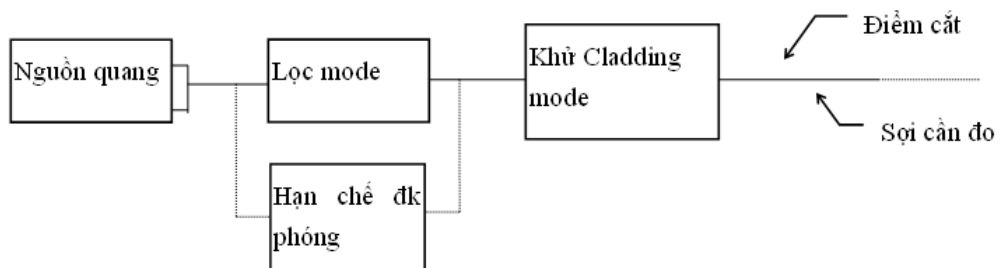 Nguồn quang
Lọc mode
Khử Cladding
mode
Điểm cắt
Sợi cần đo
Hạn chế đk
phóng